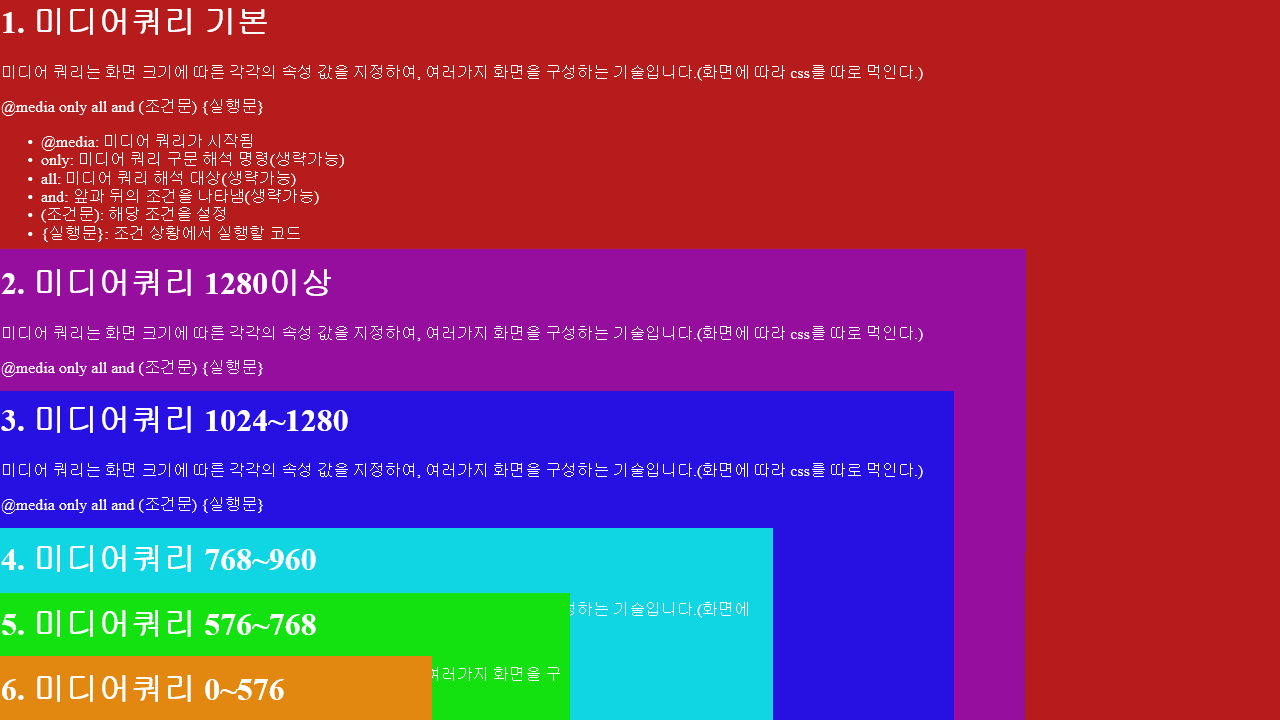 1. 미디어쿼리 기본
미디어 쿼리는 화면 크기에 따른 각각의 속성 값을 지정하여, 여러가지 화면을 구성하는 기술입니다.(화면에 따라 css를 따로 먹인다.)
@media only all and (조건문) {실행문}
• @media: 미디어 쿼리가 시작됨
• only: 미디어 쿼리 구문 해석 명령(생략가능)
• all: 미디어 쿼리 해석 대상(생략가능)
• and: 앞과 뒤의 조건을 나타냄(생략가능)
• (조건문): 해당 조건을 설정
• {실행문}: 조건 상황에서 실행할 코드
2. 미디어쿼리 1280이상
미디어 쿼리는 화면 크기에 따른 각각의 속성 값을 지정하여, 여러가지 화면을 구성하는 기술입니다.(화면에 따라 css를 따로 먹인다.)
@media only all and (조건문) {실행문}
3. 미디어쿼리 1024~1280
미디어 쿼리는 화면 크기에 따른 각각의 속성 값을 지정하여, 여러가지 화면을 구성하는 기술입니다.(화면에 따라 css를 따로 먹인다.)
@media only all and (조건문) {실행문}
4. 미디어쿼리 768~960
성하는 기술입니다.(화면에
5. 미디어쿼리 576~768
여러가지 화면을 구
6. 미디어쿼리 0~576